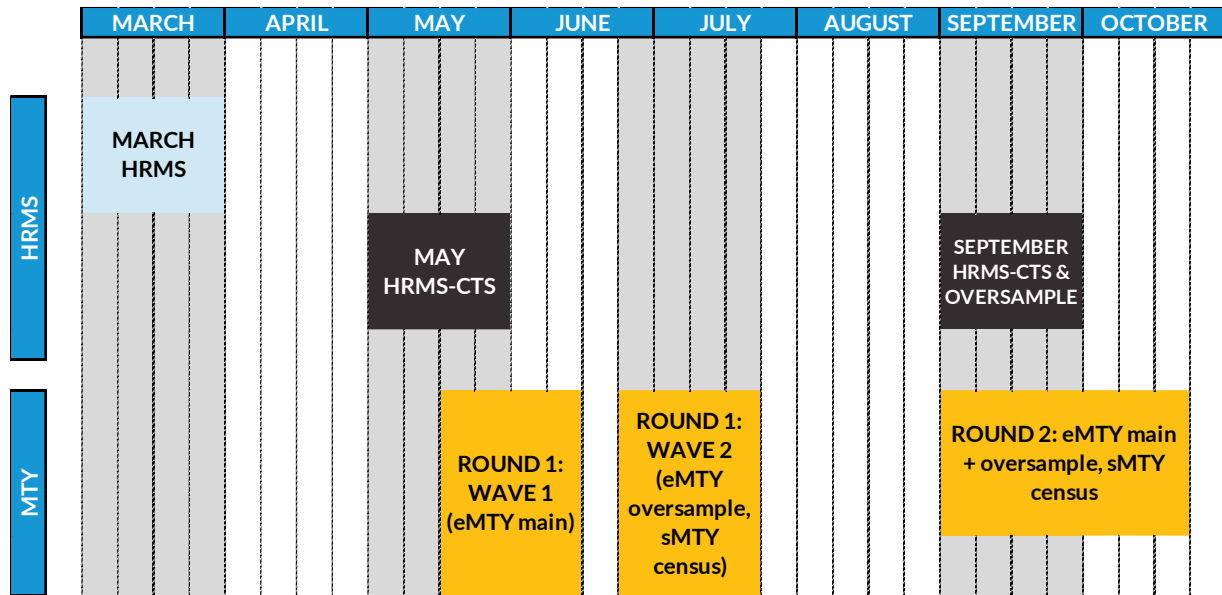 MARCH
APRIL
MAY
JUNE
JULY
AUGUST
SEPTEMBER
OCTOBER
HRMS
MARCH
HRMS
MAY
HRMS-CTS
SEPTEMBER
HRMS-CTS &
OVERSAMPLE
MTY
ROUND 1:
WAVE 1
(eMTY main)
ROUND 1:
WAVE 2
(eMTY
oversample,
sMTY
census)
ROUND 2: eMTY main
+ oversample, sMTY
census